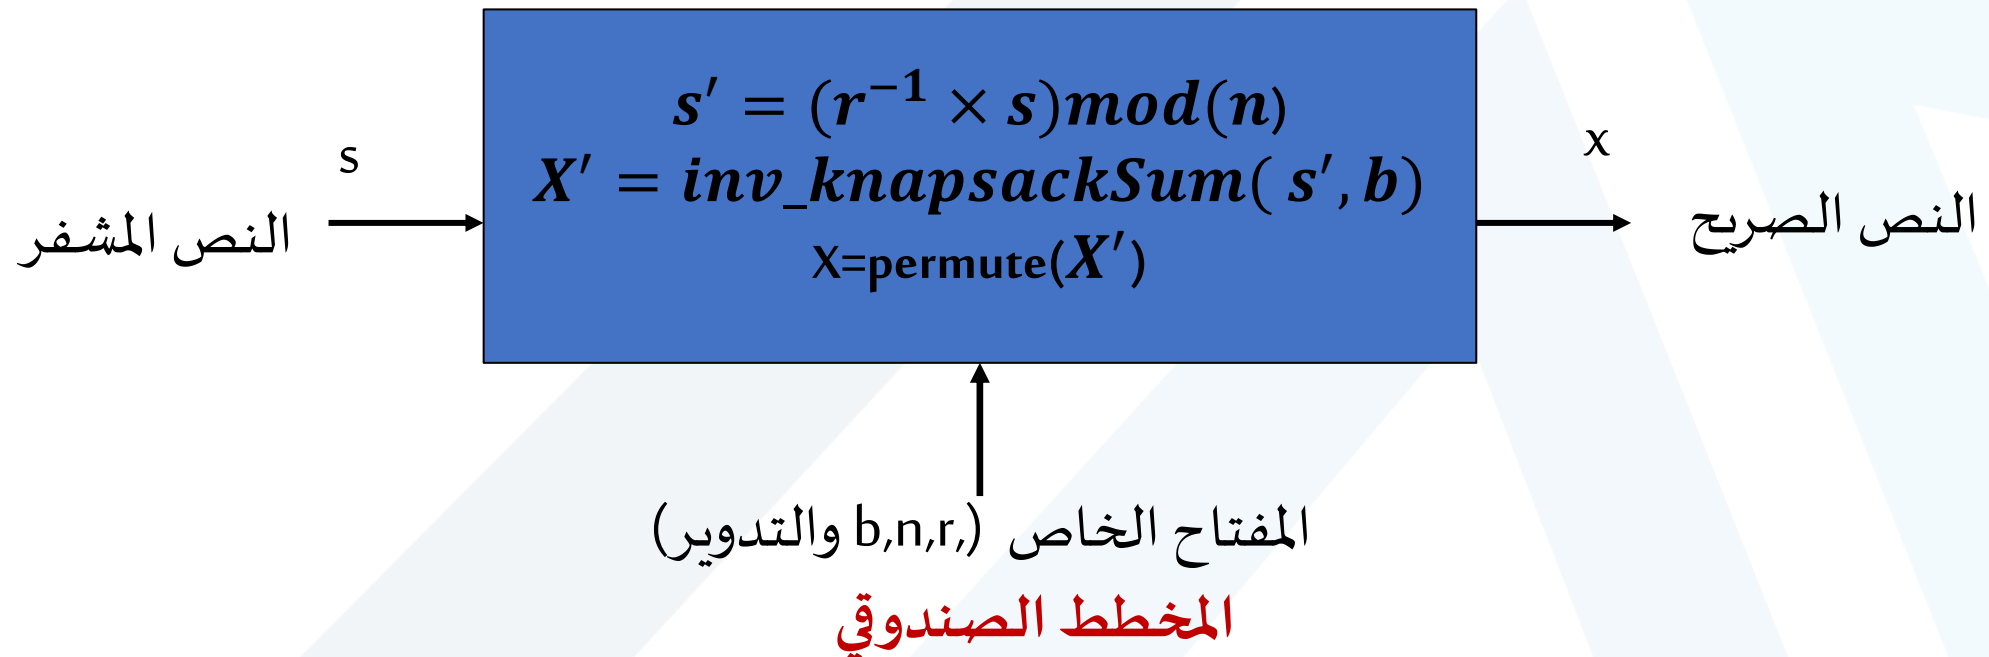 s' = (r⁻¹ × s)mod(n)
X' = inv_knapsackSum( s', b)
X=permute(X')
s
x
النص المشفر
النص الصريح
المفتاح الخاص (b,n,r, والتدوير)
المخطط الصندوقي